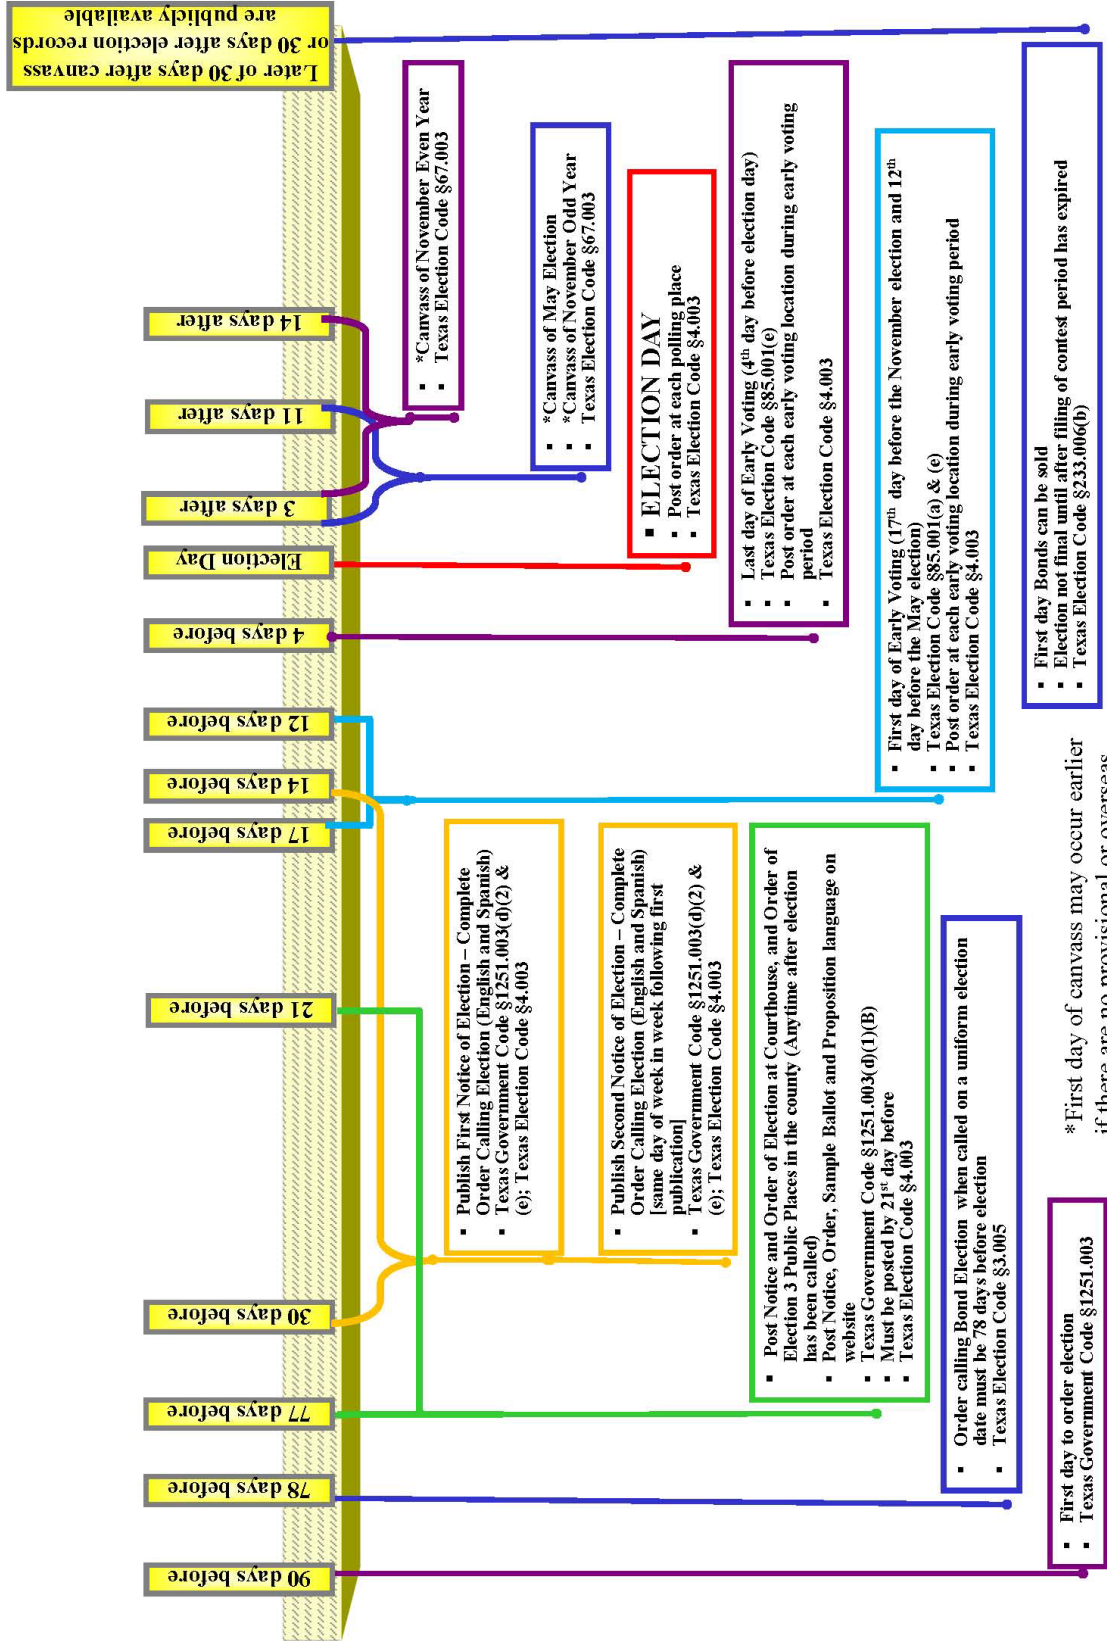 90 days before
78 days before
77 days before
30 days before
21 days before
17 days before
14 days before
12 days before
4 days before
Election Day
3 days after
11 days after
14 days after
Later of 30 days after canvass
or 30 days after election records
are publicly available
▪ *Canvass of November Even Year
▪ Texas Election Code §67.003
▪ *Canvass of May Election
▪ *Canvass of November Odd Year
▪ Texas Election Code §67.003
▪ ELECTION DAY
▪ Post order at each polling place
▪ Texas Election Code §4.003
▪ Last day of Early Voting (4th day before election day)
▪ Texas Election Code §85.001(e)
▪ Post order at each early voting location during early voting
period
▪ Texas Election Code §4.003
▪ First day of Early Voting (17th day before the November election and 12th
day before the May election)
▪ Texas Election Code §85.001(a) & (e)
▪ Post order at each early voting location during early voting period
▪ Texas Election Code §4.003
▪ First day Bonds can be sold
▪ Election not final until after filing of contest period has expired
▪ Texas Election Code §233.006(b)
▪ Publish First Notice of Election – Complete
Order Calling Election (English and Spanish)
▪ Texas Government Code §1251.003(d)(2) &
(e); Texas Election Code §4.003
▪ Publish Second Notice of Election – Complete
Order Calling Election (English and Spanish)
[same day of week in week following first
publication]
▪ Texas Government Code §1251.003(d)(2) &
(e); Texas Election Code §4.003
▪ Post Notice and Order of Election at Courthouse, and Order of
Election 3 Public Places in the county (Anytime after election
has been called)
▪ Post Notice, Order, Sample Ballot and Proposition language on
website
▪ Texas Government Code §1251.003(d)(1)(B)
▪ Must be posted by 21st day before
▪ Texas Election Code §4.003
▪ Order calling Bond Election when called on a uniform election
date must be 78 days before election
▪ Texas Election Code §3.005
▪ First day to order election
▪ Texas Government Code §1251.003
*First day of canvass may occur earlier
if there are no provisional or overseas